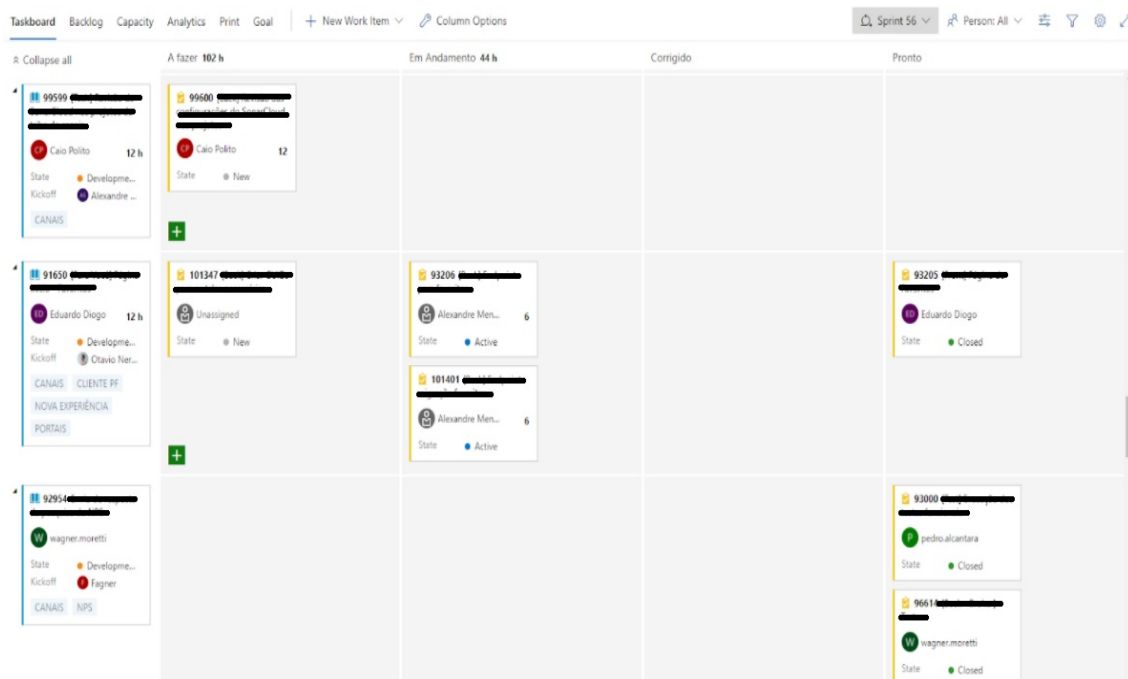 Taskboard Backlog Capacity Analytics Print Goal New Work Item Column Options Sprint 56 Person: All
Collapse all A fazer 102 h Em Andamento 44 h Corrigido Pronto
99599
Caio Polito 12 h
State Developme...
Kickoff Alexandre ...
CANAIS
99600
configurações do SonarCloud
Caio Polito 12
State New
91650
Eduardo Diogo 12 h
State Developme...
Kickoff Otavio Ner...
CANAIS CLIENTE PF
NOVA EXPERIÊNCIA
PORTAIS
101347
Unassigned
State New
93206
Alexandre Men... 6
State Active
101401
Alexandre Men... 6
State Active
93205
ED Eduardo Diogo
State Closed
92954
W wagner.moretti
State Developme...
Kickoff F Fagner
CANAIS NPS
93000
P pedro.alcantara
State Closed
96614
W wagner.moretti
State Closed